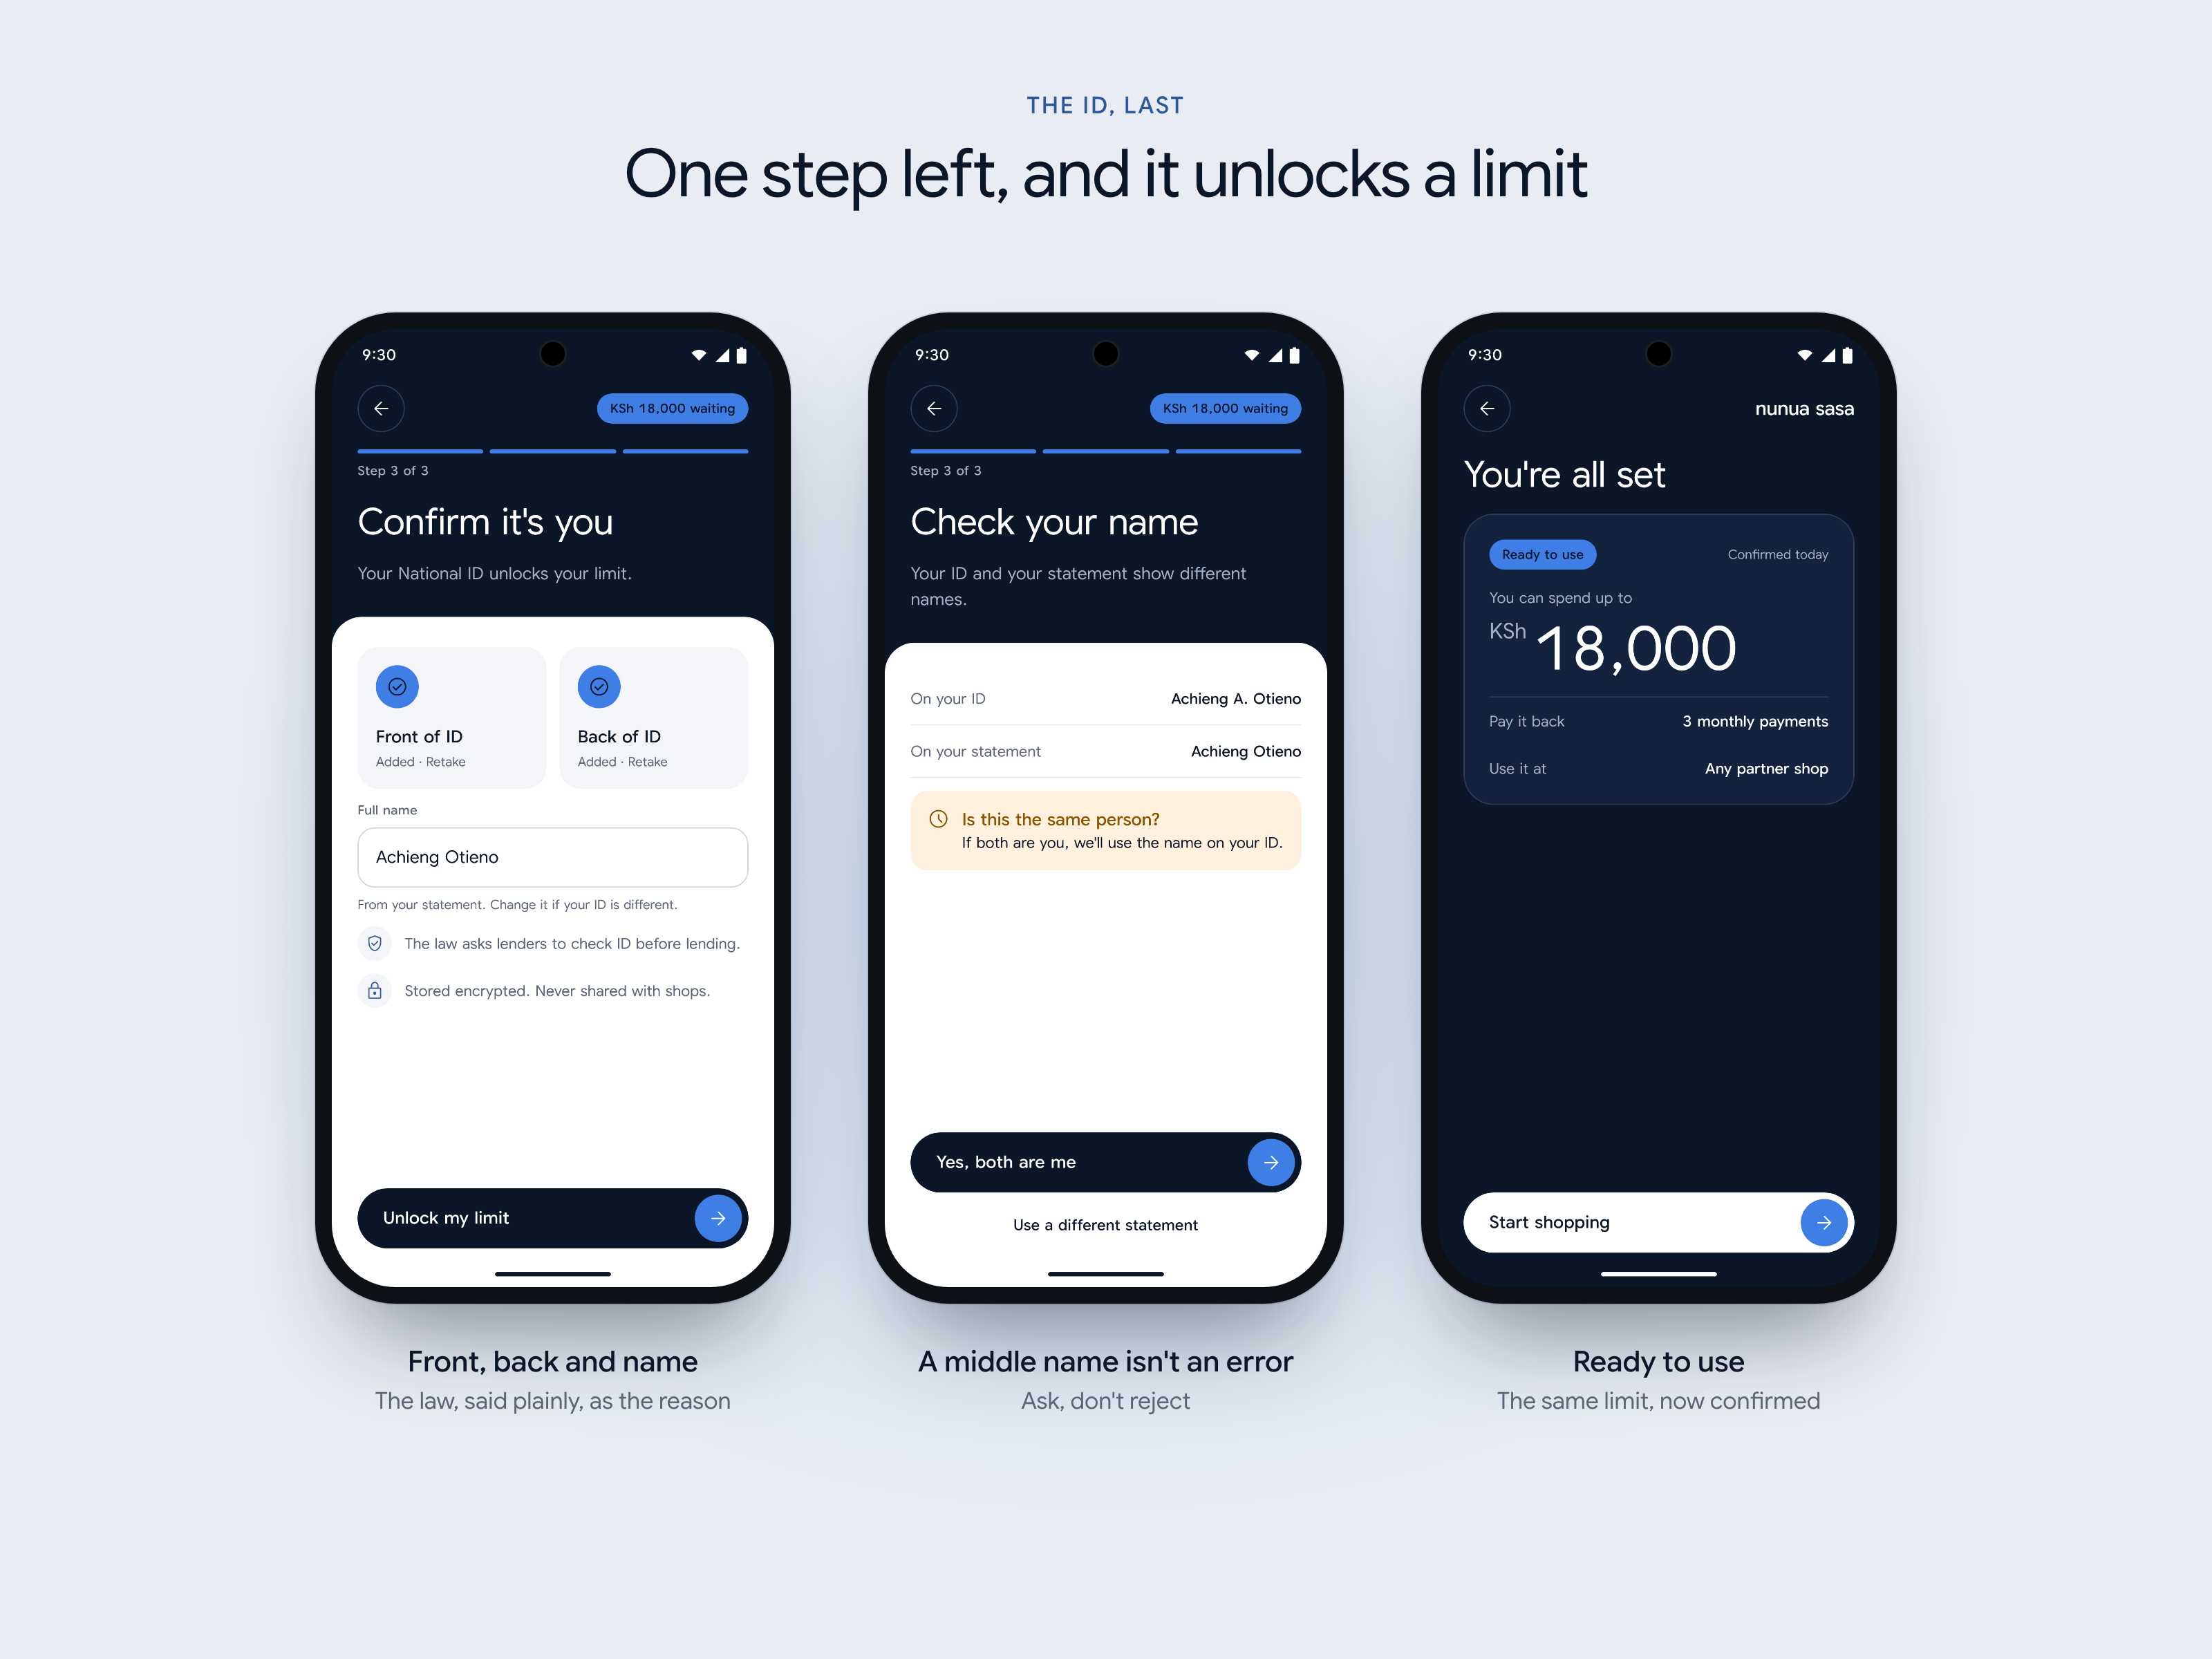 THE ID, LAST
One step left, and it unlocks a limit
9:30
KSh 18,000 waiting
Step 3 of 3
Confirm it's you
Your National ID unlocks your limit.
Front of ID
Added · Retake
Back of ID
Added · Retake
Full name
Achieng Otieno
From your statement. Change it if your ID is different.
The law asks lenders to check ID before lending.
Stored encrypted. Never shared with shops.
Unlock my limit
Front, back and name
The law, said plainly, as the reason
9:30
KSh 18,000 waiting
Step 3 of 3
Check your name
Your ID and your statement show different
names.
On your ID Achieng A. Otieno
On your statement Achieng Otieno
Is this the same person?
If both are you, we'll use the name on your ID.
Yes, both are me
Use a different statement
A middle name isn't an error
Ask, don't reject
9:30
nunua sasa
You're all set
Ready to use Confirmed today
You can spend up to
KSh 18,000
Pay it back 3 monthly payments
Use it at Any partner shop
Start shopping
Ready to use
The same limit, now confirmed